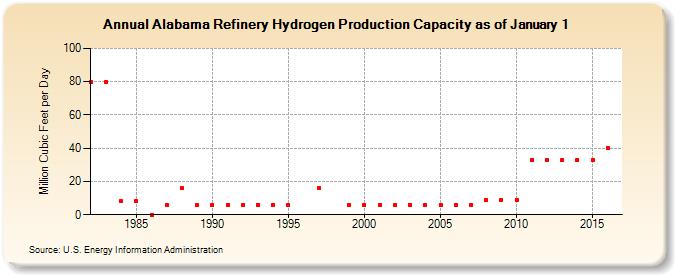 Annual Alabama Refinery Hydrogen Production Capacity as of January 1
Million Cubic Feet per Day
100
80
60
40
20
0
1985 1990 1995 2000 2005 2010 2015
Source: U.S. Energy Information Administration